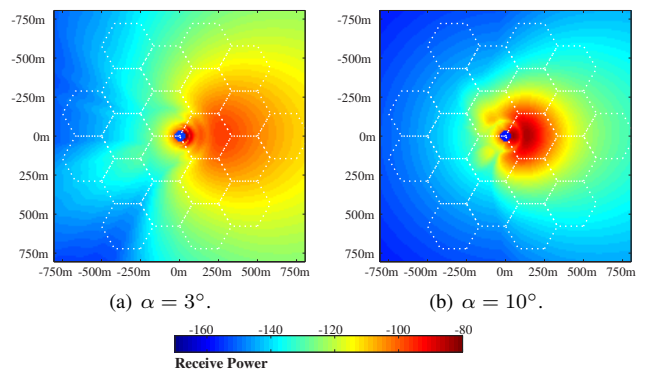 -750m -750m
-500m -500m
-250m -250m
0m 0m
250m 250m
500m 500m
750m 750m
-750m -500m -250m 0m 250m 500m 750m -750m -500m -250m 0m 250m 500m 750m
(a) α = 3°. (b) α = 10°.
-160 -140 -120 -100 -80
Receive Power